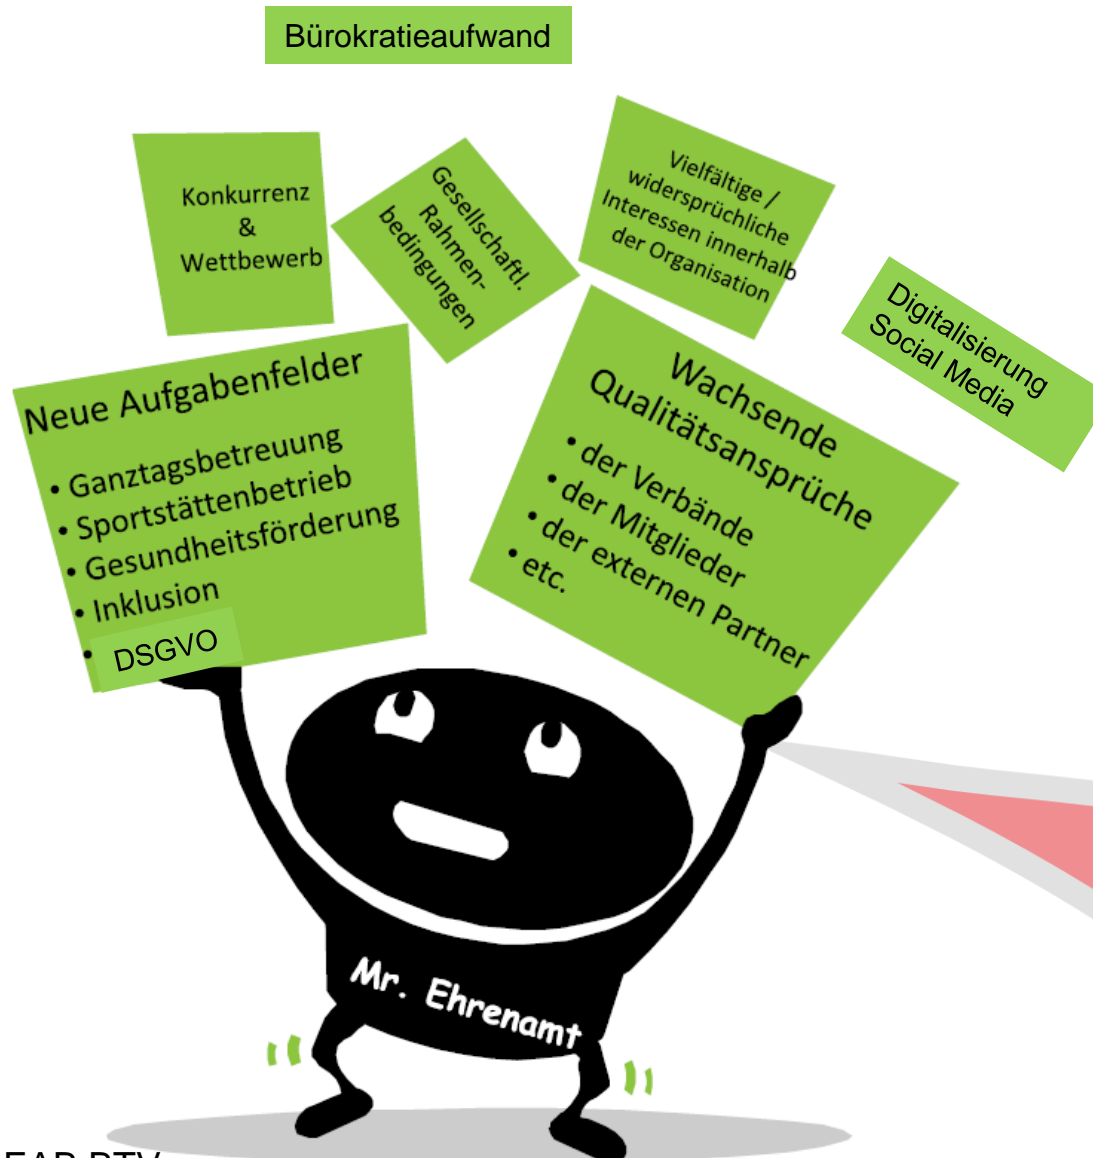 Bürokratieaufwand
Konkurrenz
&
Wettbewerb
Gesellschaftl.
Rahmen-
bedingungen
Vielfältige /
widersprüchliche
Interessen innerhalb
der Organisation
Digitalisierung
Social Media
Neue Aufgabenfelder
• Ganztagsbetreuung
• Sportstättenbetrieb
• Gesundheitsförderung
• Inklusion
• DSGVO
Wachsende
Qualitätsansprüche
• der Verbände
• der Mitglieder
• der externen Partner
• etc.
Mr. Ehrenamt